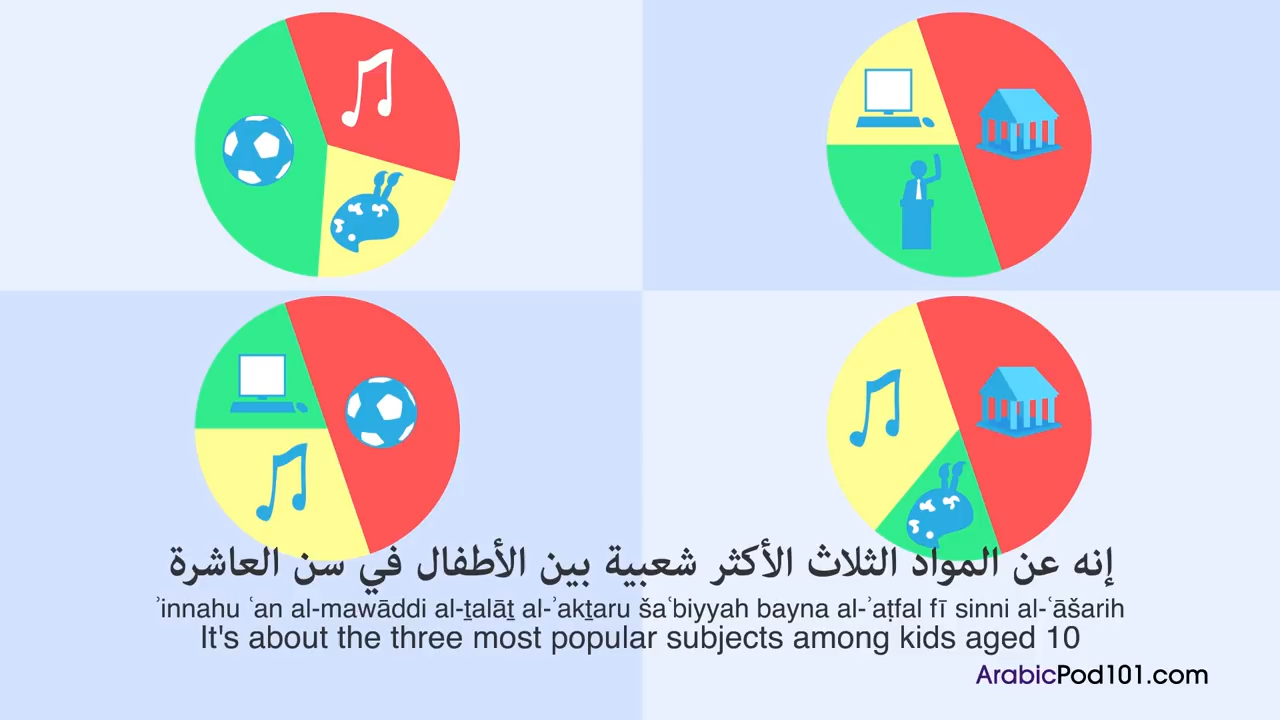 إنه عن المواد الثلاث الأكثر شعبية بين الأطفال في سن العاشرة
ʾinnahu ʿan al-mawāddi al-ṯalāṯ al-ʾakṯaru šaʿbiyyah bayna al-ʾaṭfal fī sinni al-ʿāšarih
It's about the three most popular subjects among kids aged 10
ArabicPod101.com